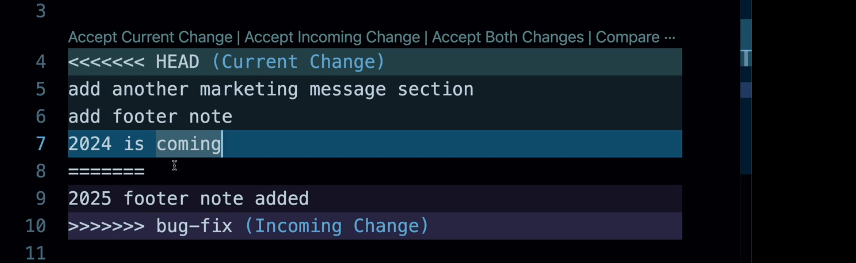 3
Accept Current Change | Accept Incoming Change | Accept Both Changes | Compare ···
4 <<<<<<< HEAD (Current Change)
5 add another marketing message section
6 add footer note
7 2024 is coming
8 =======
9 2025 footer note added
10 >>>>>>> bug-fix (Incoming Change)
11